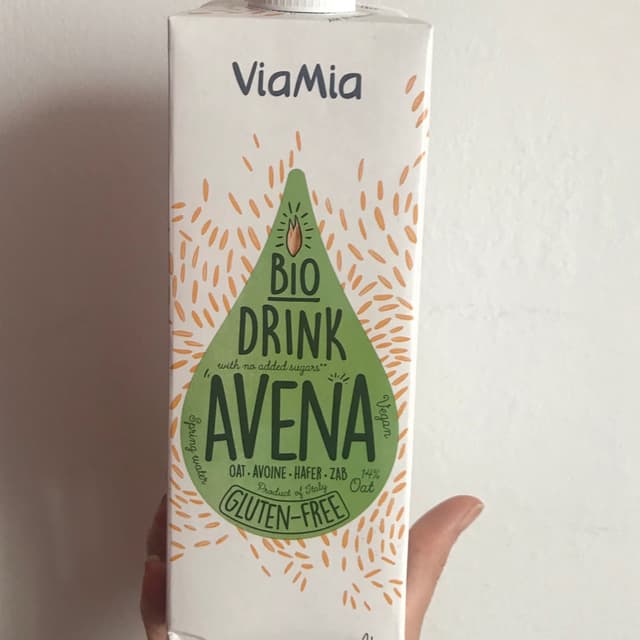 ViaMia
BIO
DRINK
with no added sugars**
"AVENA"
Spring water
Vegan
OAT · AVOINE · HAFER · ZAB
14%
Oat
Product of Italy
GLUTEN-FREE